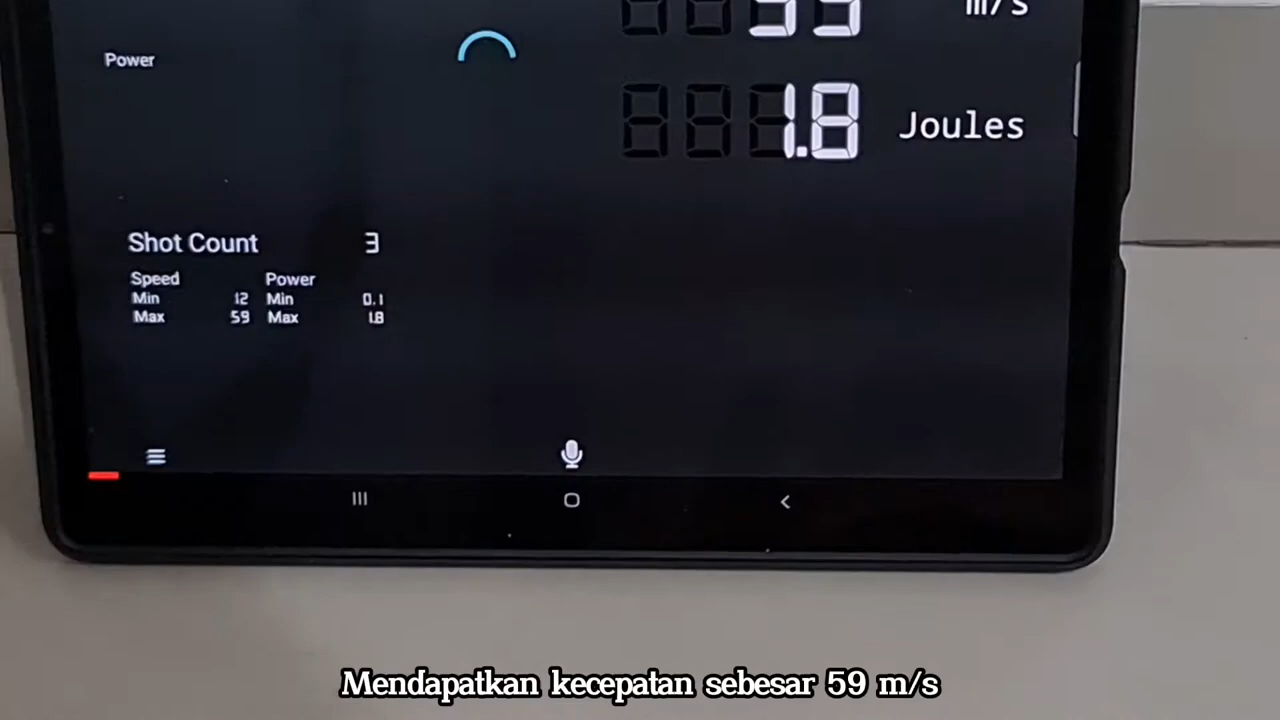 59 m/s
Power
1.8 Joules
Shot Count 3
Speed Power
Min 12 Min 0.1
Max 59 Max 1.8
Mendapatkan kecepatan sebesar 59 m/s